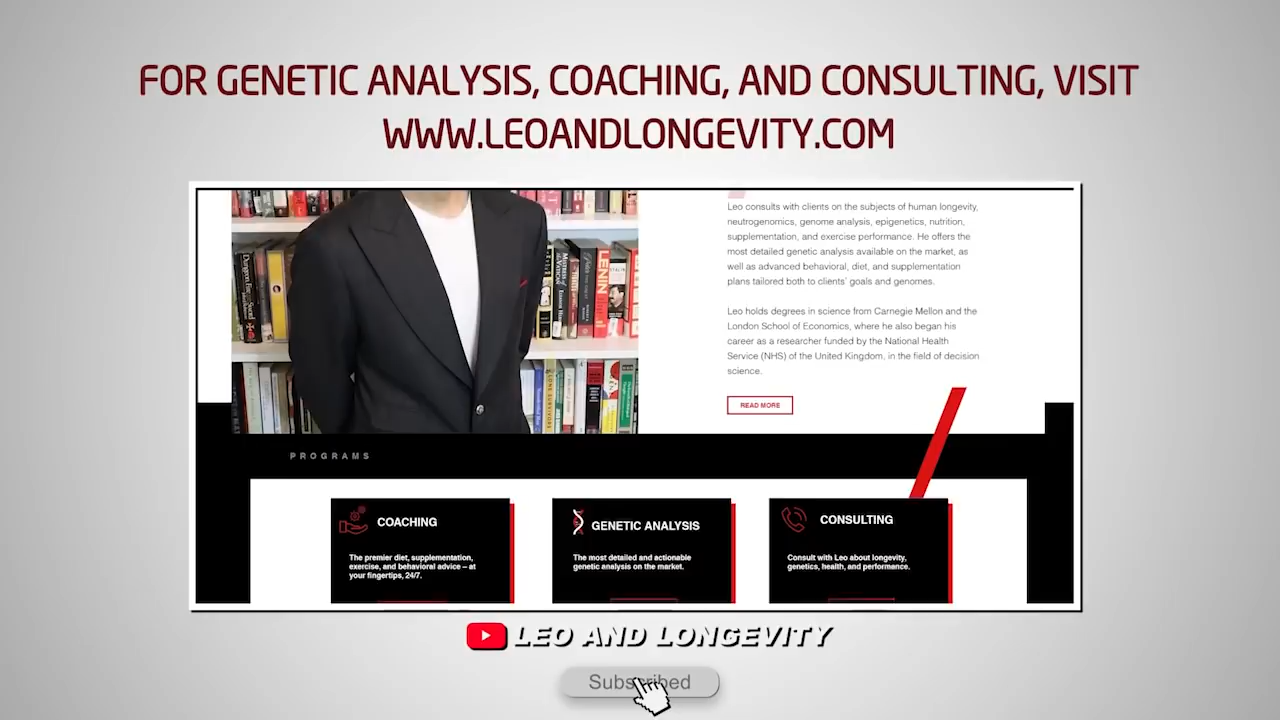 FOR GENETIC ANALYSIS, COACHING, AND CONSULTING, VISIT
WWW.LEOANDLONGEVITY.COM
Leo consults with clients on the subjects of human longevity,
neutrogenomics, genome analysis, epigenetics, nutrition,
supplementation, and exercise performance. He offers the
most detailed genetic analysis available on the market, as
well as advanced behavioral, diet, and supplementation
plans tailored both to clients' goals and genomes.
Leo holds degrees in science from Carnegie Mellon and the
London School of Economics, where he also began his
career as a researcher funded by the National Health
Service (NHS) of the United Kingdom, in the field of decision
science.
READ MORE
LENIN
STALIN
PROGRAMS
COACHING
The premier diet, supplementation,
exercise, and behavioral advice – at
your fingertips, 24/7.
GENETIC ANALYSIS
The most detailed and actionable
genetic analysis on the market.
CONSULTING
Consult with Leo about longevity,
genetics, health, and performance.
LEO AND LONGEVITY
Subscribed